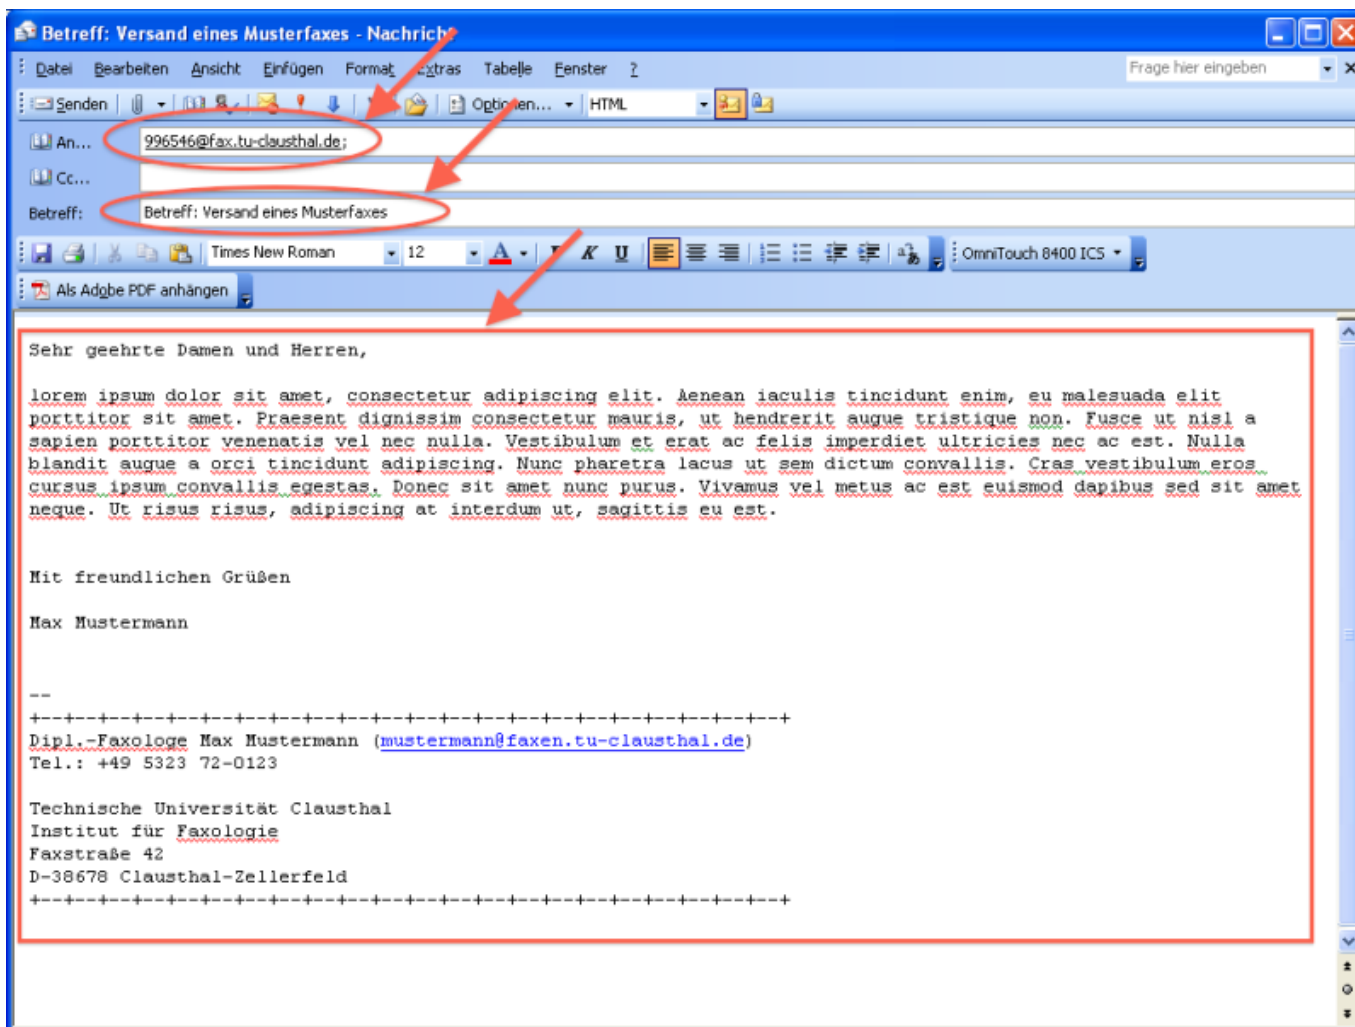 Betreff: Versand eines Musterfaxes - Nachricht
Datei Bearbeiten Ansicht Einfügen Format Extras Tabelle Fenster ? Frage hier eingeben
Senden Optionen... HTML
An... 996546@fax.tu-clausthal.de;
Cc...
Betreff: Betreff: Versand eines Musterfaxes
Times New Roman 12 A K U OmniTouch 8400 ICS
Als Adobe PDF anhängen
Sehr geehrte Damen und Herren,
lorem ipsum dolor sit amet, consectetur adipiscing elit. Aenean iaculis tincidunt enim, eu malesuada elit
porttitor sit amet. Praesent dignissim consectetur mauris, ut hendrerit augue tristique non. Fusce ut nisl a
sapien porttitor venenatis vel nec nulla. Vestibulum et erat ac felis imperdiet ultricies nec ac est. Nulla
blandit augue a orci tincidunt adipiscing. Nunc pharetra lacus ut sem dictum convallis. Cras vestibulum eros
cursus ipsum convallis egestas. Donec sit amet nunc purus. Vivamus vel metus ac est euismod dapibus sed sit amet
neque. Ut risus risus, adipiscing at interdum ut, sagittis eu est.
Mit freundlichen Grüßen
Max Mustermann
--
+--+--+--+--+--+--+--+--+--+--+--+--+--+--+--+--+--+--+--+--+--+--+
Dipl.-Faxologe Max Mustermann (mustermann@faxen.tu-clausthal.de)
Tel.: +49 5323 72-0123
Technische Universität Clausthal
Institut für Faxologie
Faxstraße 42
D-38678 Clausthal-Zellerfeld
+--+--+--+--+--+--+--+--+--+--+--+--+--+--+--+--+--+--+--+--+--+--+